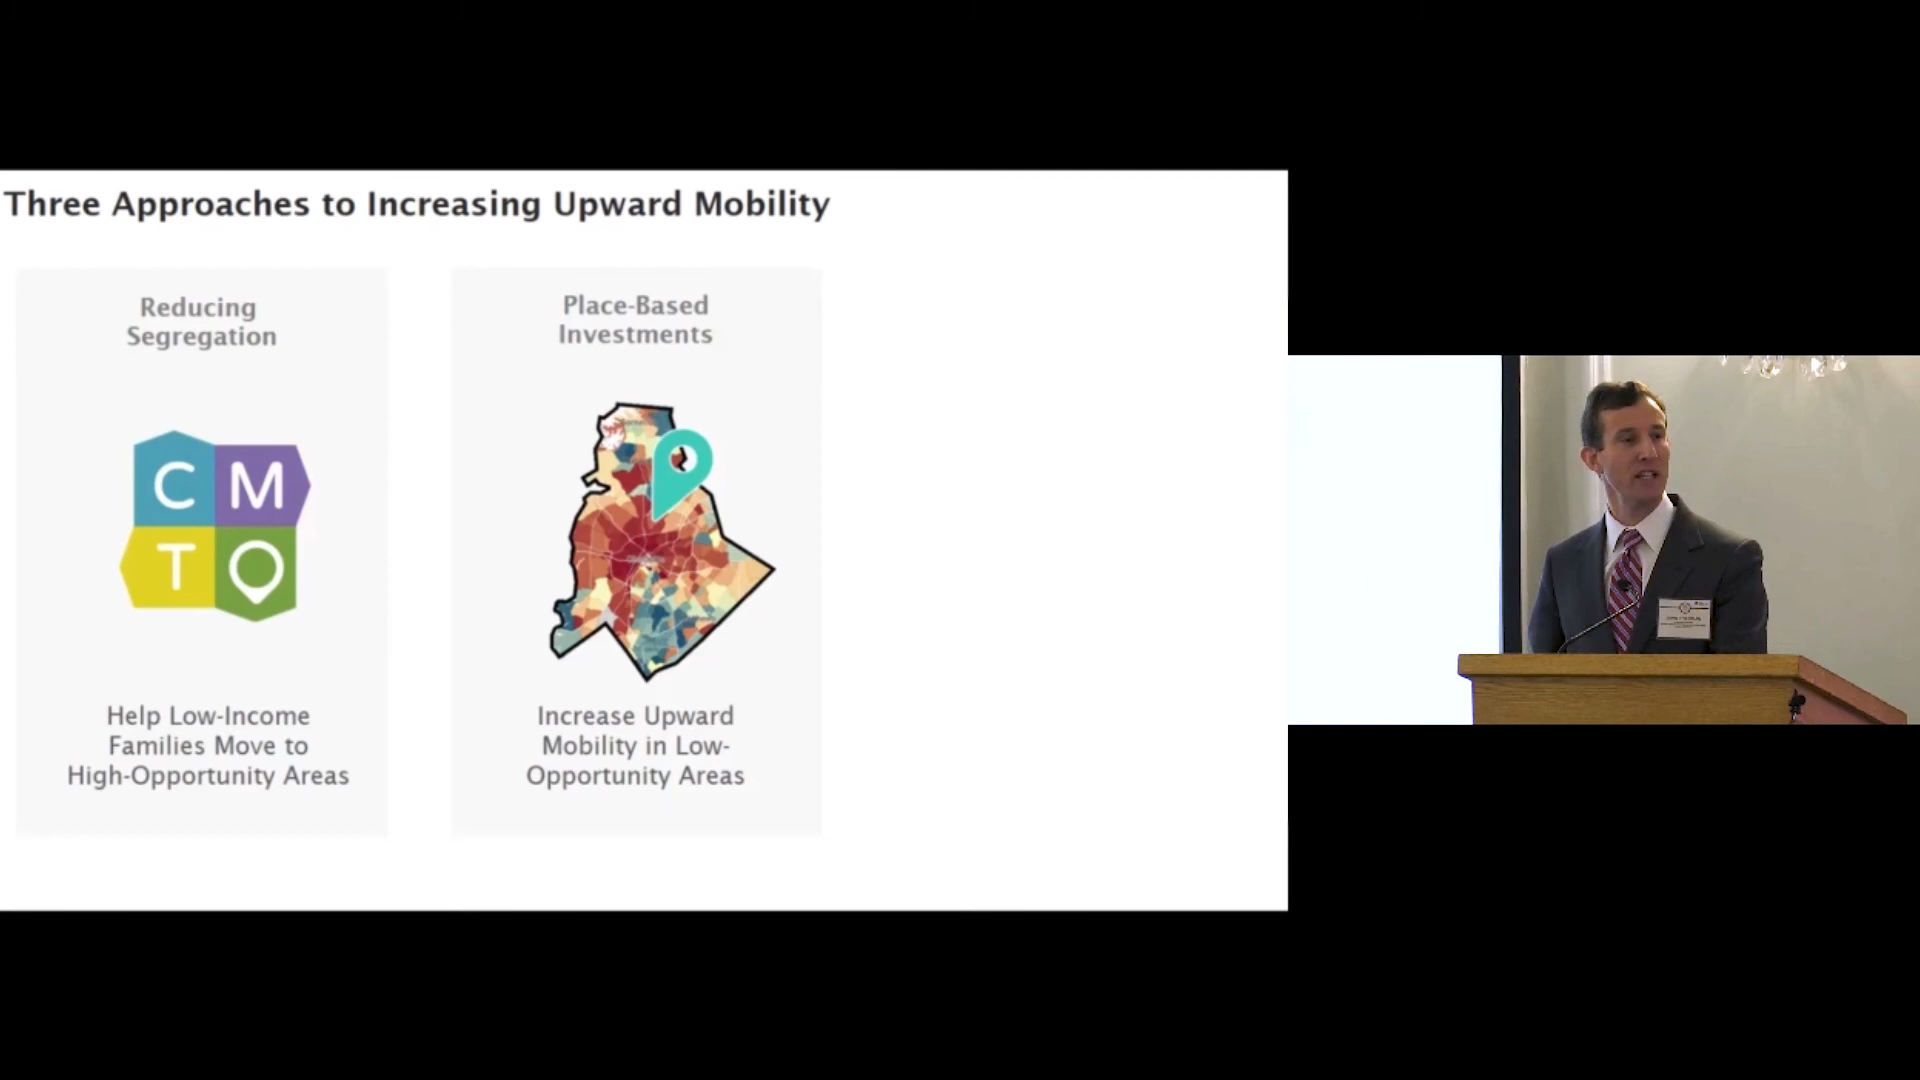 Three Approaches to Increasing Upward Mobility
Reducing
Segregation
Place-Based
Investments
C M
T O
Help Low-Income
Families Move to
High-Opportunity Areas
Increase Upward
Mobility in Low-
Opportunity Areas